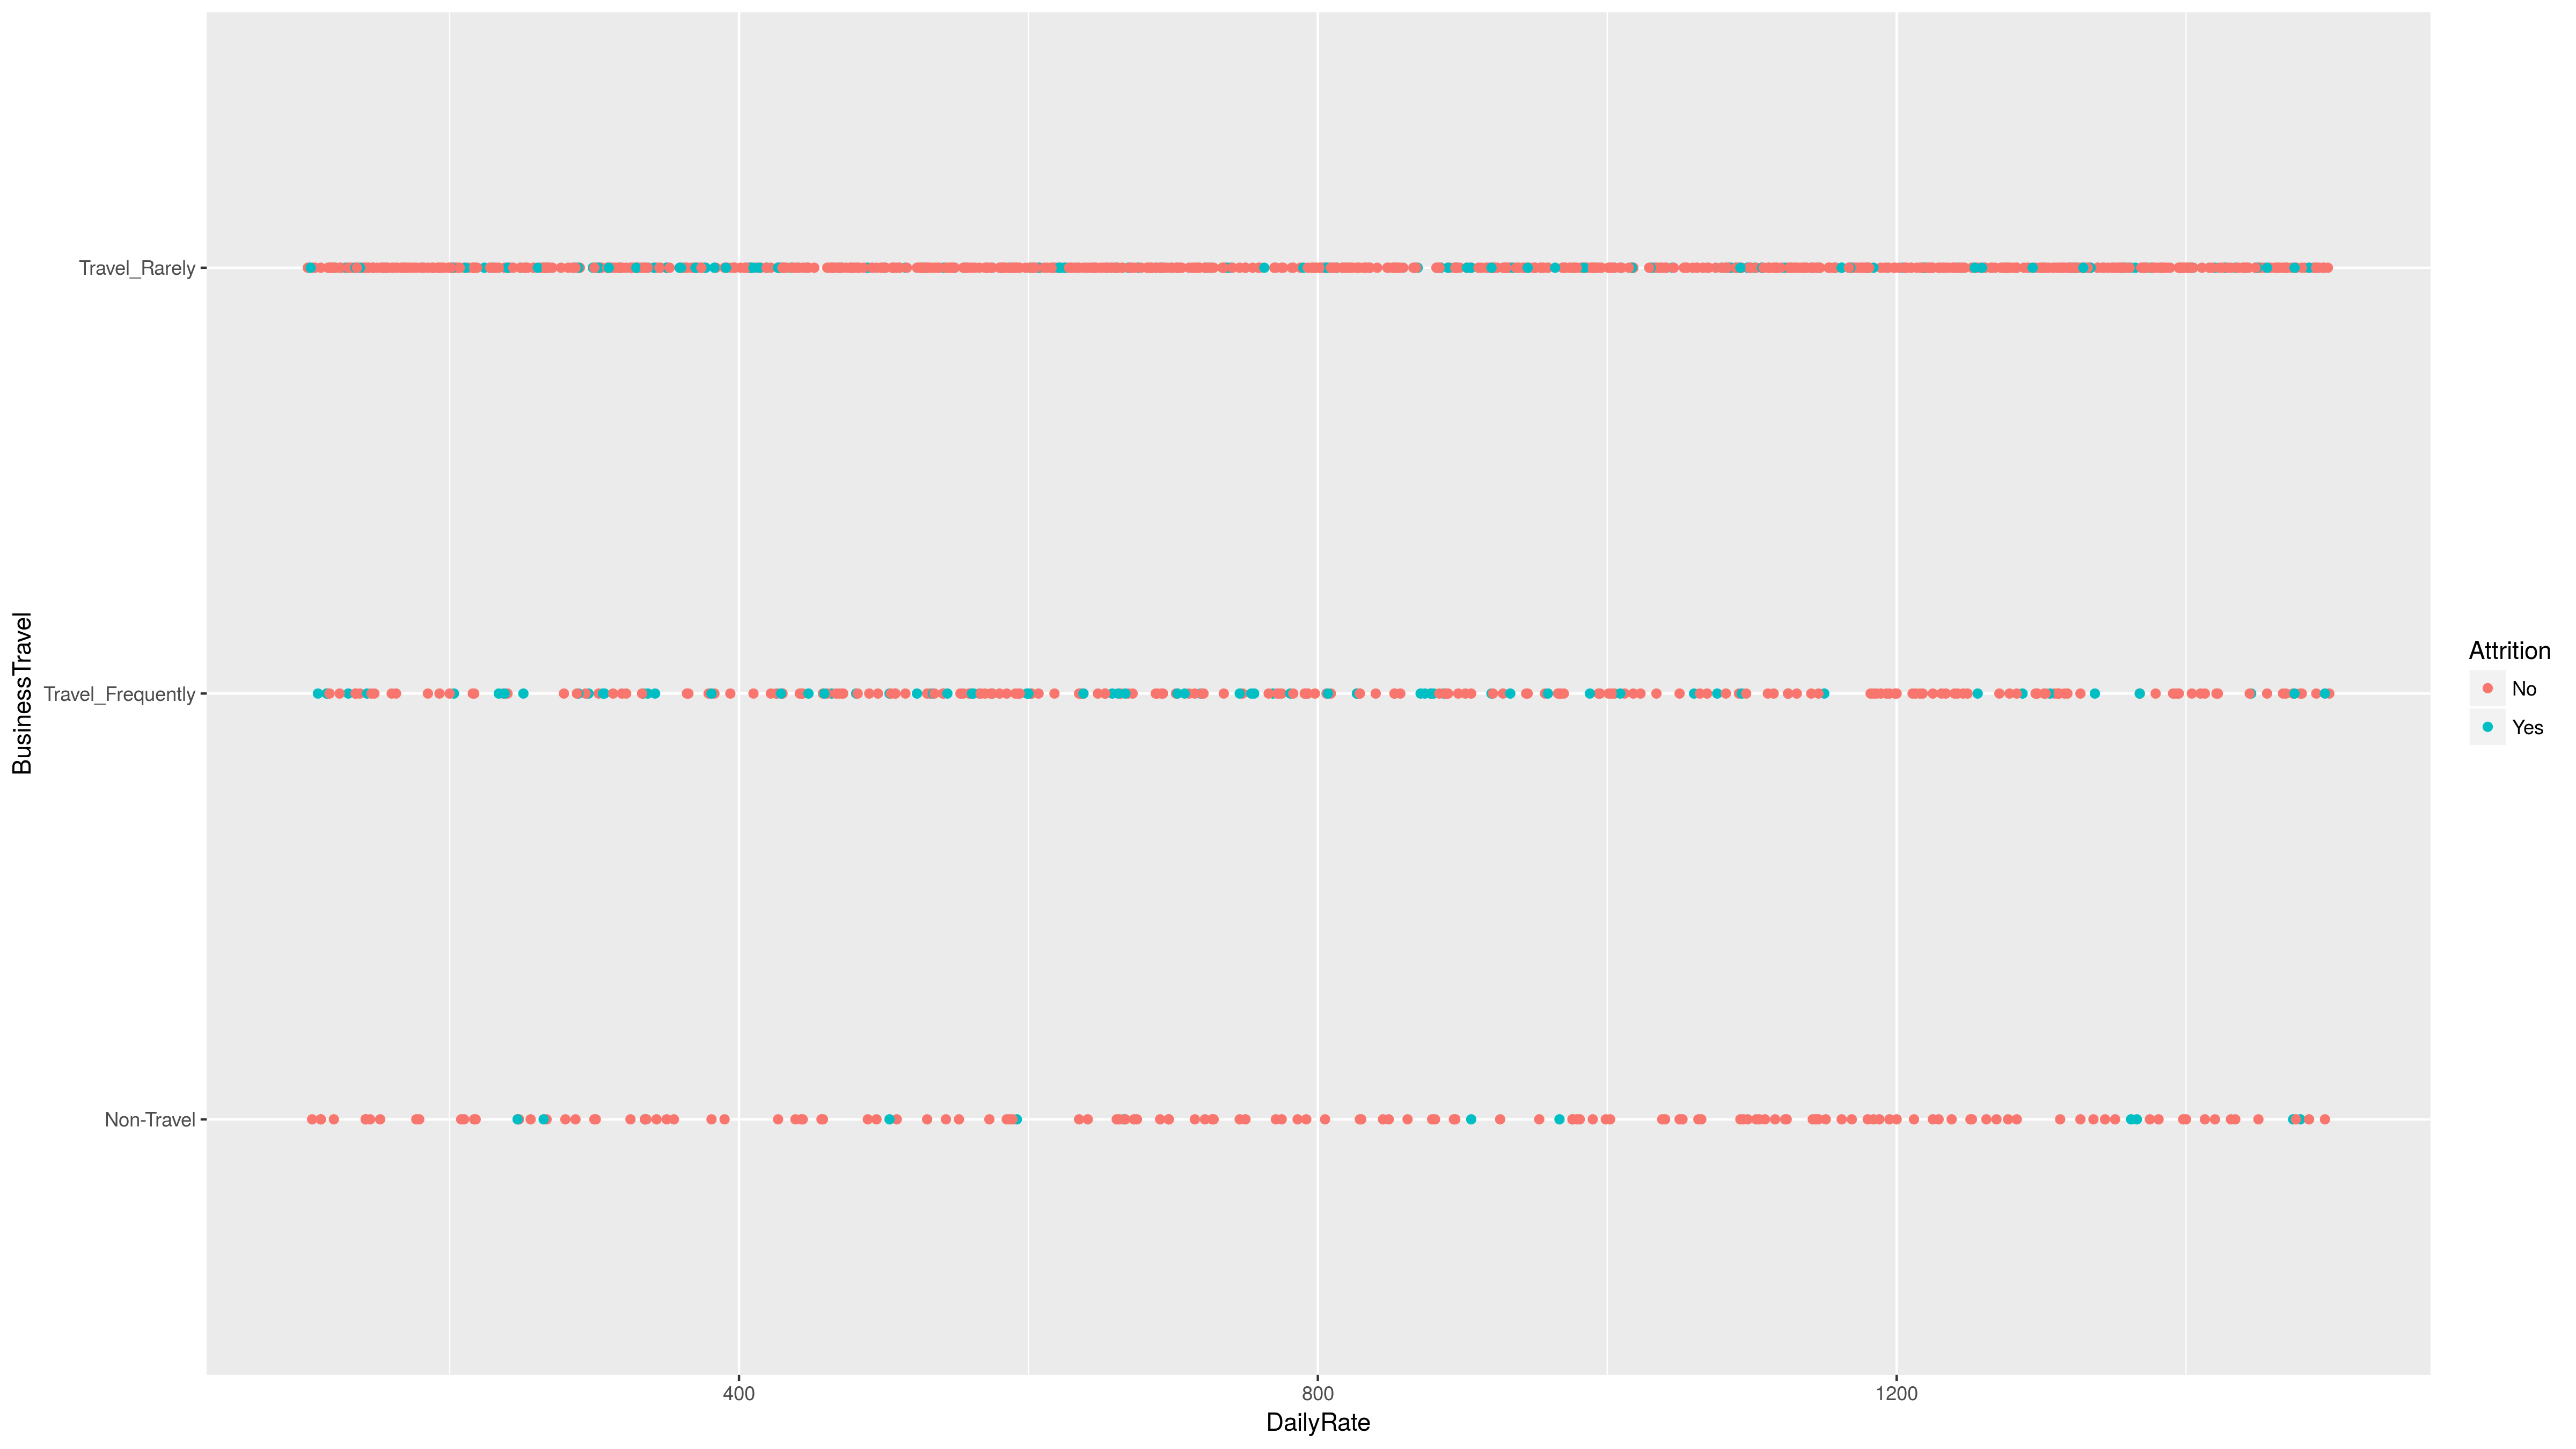 BusinessTravel
Travel_Rarely
Travel_Frequently
Non-Travel
400
800
1200
DailyRate
Attrition
No
Yes